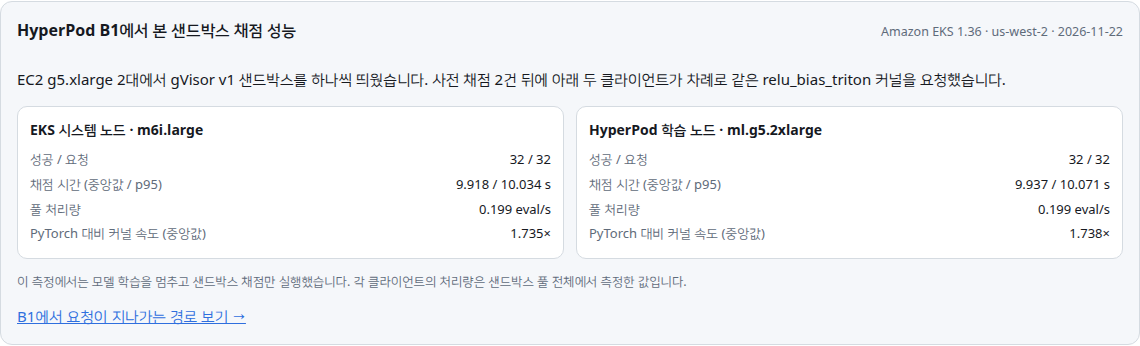 HyperPod B1에서 본 샌드박스 채점 성능
Amazon EKS 1.36 · us-west-2 · 2026-11-22
EC2 g5.xlarge 2대에서 gVisor v1 샌드박스를 하나씩 띄웠습니다. 사전 채점 2건 뒤에 아래 두 클라이언트가 차례로 같은 relu_bias_triton 커널을 요청했습니다.
EKS 시스템 노드 · m6i.large
성공 / 요청 32 / 32
채점 시간 (중앙값 / p95) 9.918 / 10.034 s
풀 처리량 0.199 eval/s
PyTorch 대비 커널 속도 (중앙값) 1.735×
HyperPod 학습 노드 · ml.g5.2xlarge
성공 / 요청 32 / 32
채점 시간 (중앙값 / p95) 9.937 / 10.071 s
풀 처리량 0.199 eval/s
PyTorch 대비 커널 속도 (중앙값) 1.738×
이 측정에서는 모델 학습을 멈추고 샌드박스 채점만 실행했습니다. 각 클라이언트의 처리량은 샌드박스 풀 전체에서 측정한 값입니다.
B1에서 요청이 지나가는 경로 보기 →